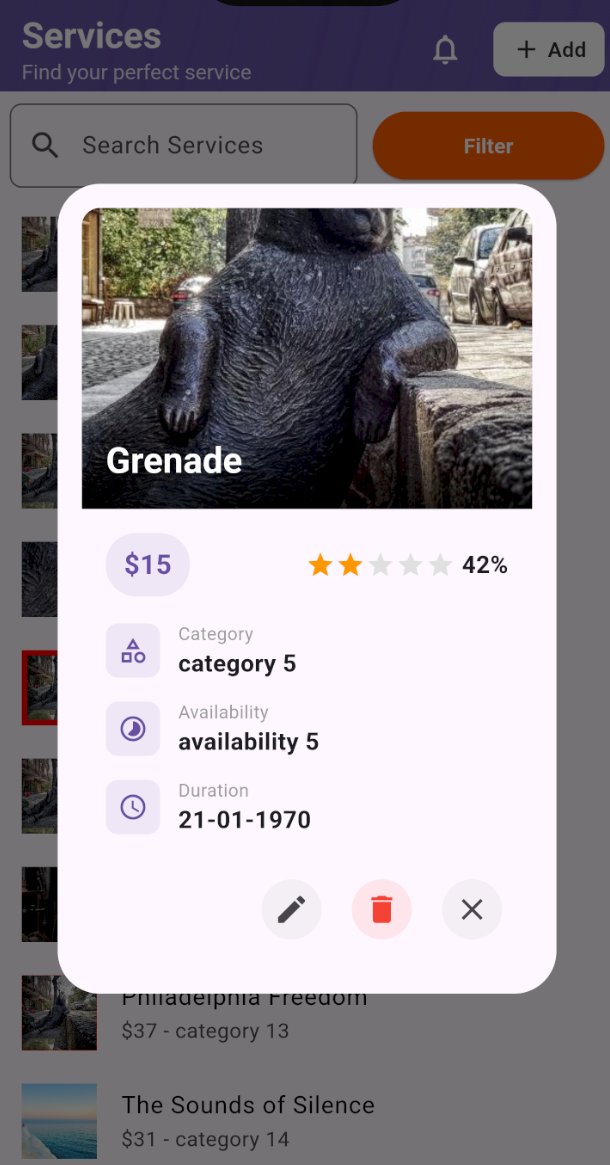 Services
Find your perfect service
Add
Search Services
Filter
Grenade
$15
42%
Category
category 5
Availability
availability 5
Duration
21-01-1970
Philadelphia Freedom
$37 - category 13
The Sounds of Silence
$31 - category 14